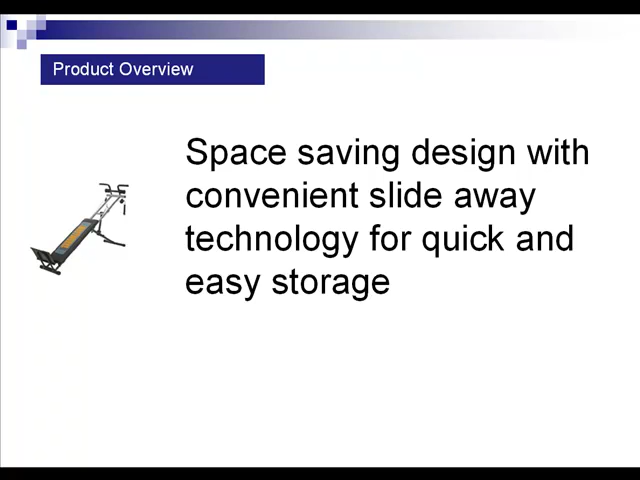 Product Overview
Space saving design with
convenient slide away
technology for quick and
easy storage